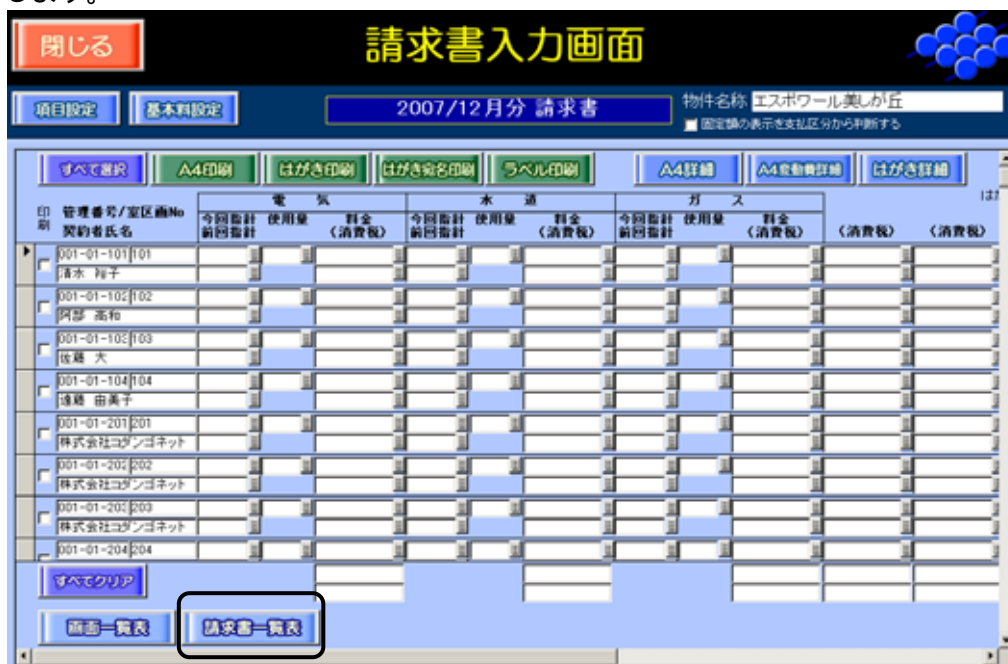 します。
閉じる 請求書入力画面
項目設定 基本料設定 2007/12月分 請求書 物件名称 エスポワール美しが丘
固定額の表示を支払区分から判断する
すべて選択 A4印刷 はがき印刷 はがき宛名印刷 ラベル印刷 A4詳細 A4変動費詳細 はがき詳細
電 気 水 道 ガ ス
印刷 管理番号/室区画No 契約者氏名 今回指針 前回指針 使用量 料金 (消費税) 今回指針 前回指針 使用量 料金 (消費税) 今回指針 前回指針 使用量 料金 (消費税) (消費税) (消費税)
001-01-101 101
清水 裕子
001-01-102 102
阿部 高和
001-01-103 103
佐藤 大
001-01-104 104
遠藤 由美子
001-01-201 201
株式会社コダンゴネット
001-01-202 202
株式会社コダンゴネット
001-01-203 203
株式会社コダンゴネット
001-01-204 204
すべてクリア
画面一覧表 請求書一覧表